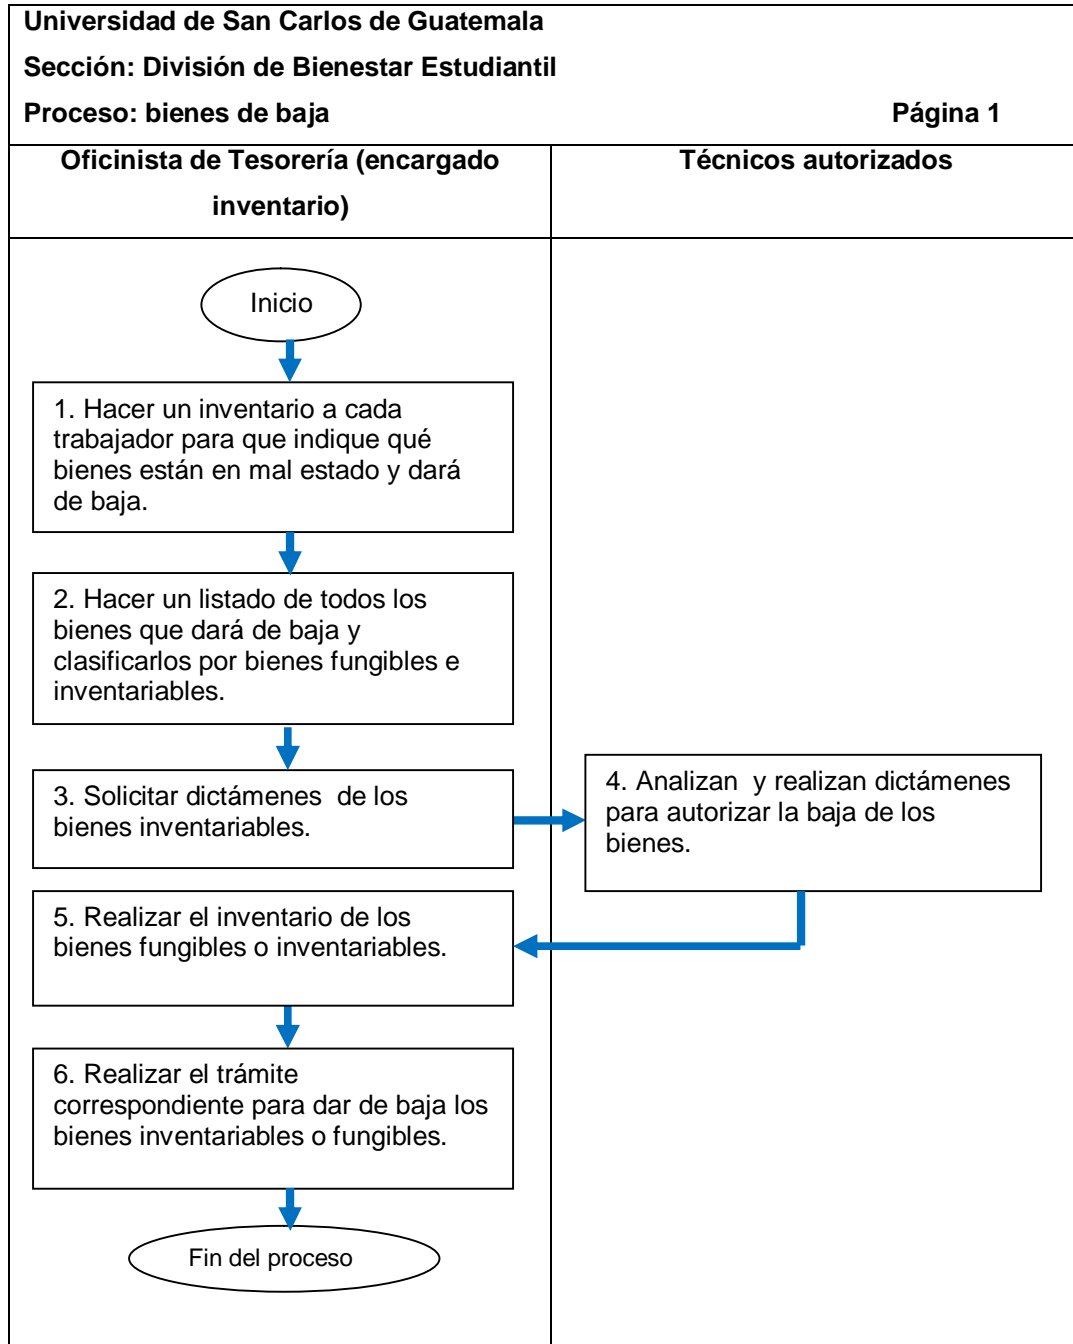 Universidad de San Carlos de Guatemala
Sección: División de Bienestar Estudiantil
Proceso: bienes de baja Página 1
Oficinista de Tesorería (encargado
inventario)
Técnicos autorizados
Inicio
1. Hacer un inventario a cada
trabajador para que indique qué
bienes están en mal estado y dará
de baja.
2. Hacer un listado de todos los
bienes que dará de baja y
clasificarlos por bienes fungibles e
inventariables.
3. Solicitar dictámenes de los
bienes inventariables.
4. Analizan y realizan dictámenes
para autorizar la baja de los
bienes.
5. Realizar el inventario de los
bienes fungibles o inventariables.
6. Realizar el trámite
correspondiente para dar de baja los
bienes inventariables o fungibles.
Fin del proceso